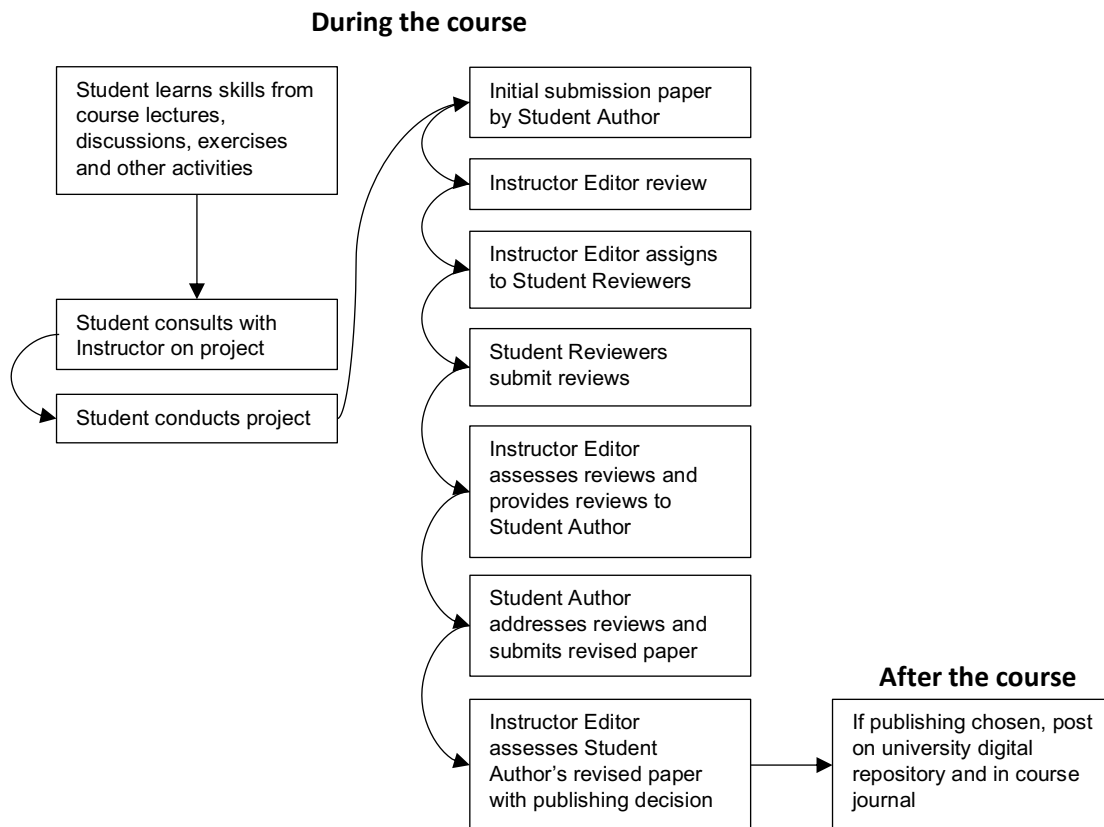 During the course
Student learns skills from
course lectures,
discussions, exercises
and other activities
Student consults with
Instructor on project
Student conducts project
Initial submission paper
by Student Author
Instructor Editor review
Instructor Editor assigns
to Student Reviewers
Student Reviewers
submit reviews
Instructor Editor
assesses reviews and
provides reviews to
Student Author
Student Author
addresses reviews and
submits revised paper
Instructor Editor
assesses Student
Author's revised paper
with publishing decision
After the course
If publishing chosen, post
on university digital
repository and in course
journal